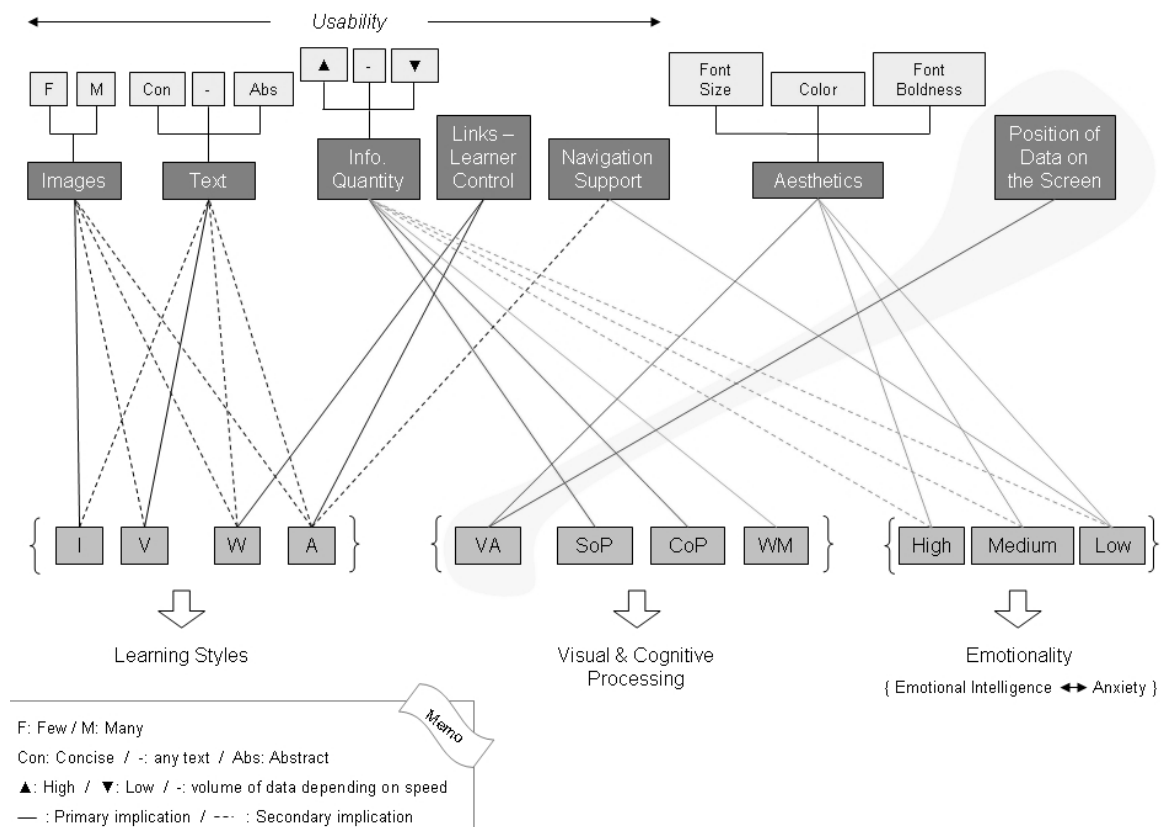 Usability
▲ - ▼
F M Con - Abs
Font
Size
Color
Font
Boldness
Images
Text
Info.
Quantity
Links –
Learner
Control
Navigation
Support
Aesthetics
Position of
Data on
the Screen
{ I V W A }
{ VA SoP CoP WM }
{ High Medium Low }
Learning Styles
Visual & Cognitive
Processing
Emotionality
{ Emotional Intelligence ↔ Anxiety }
Memo
F: Few / M: Many
Con: Concise / -: any text / Abs: Abstract
▲: High / ▼: Low / -: volume of data depending on speed
— : Primary implication / --- : Secondary implication